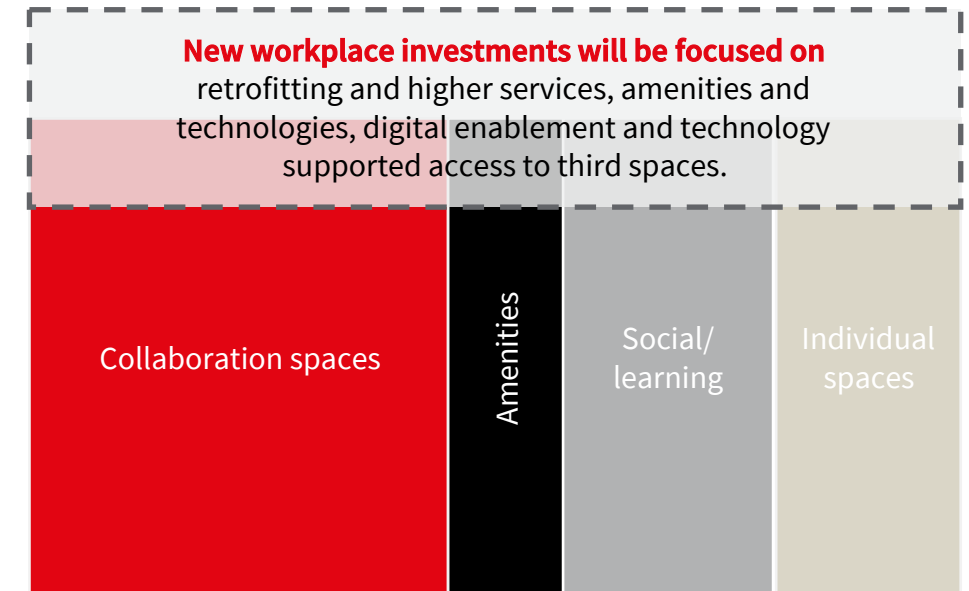 New workplace investments will be focused on
retrofitting and higher services, amenities and
technologies, digital enablement and technology
supported access to third spaces.
Collaboration spaces
Amenities
Social/
learning
Individual
spaces